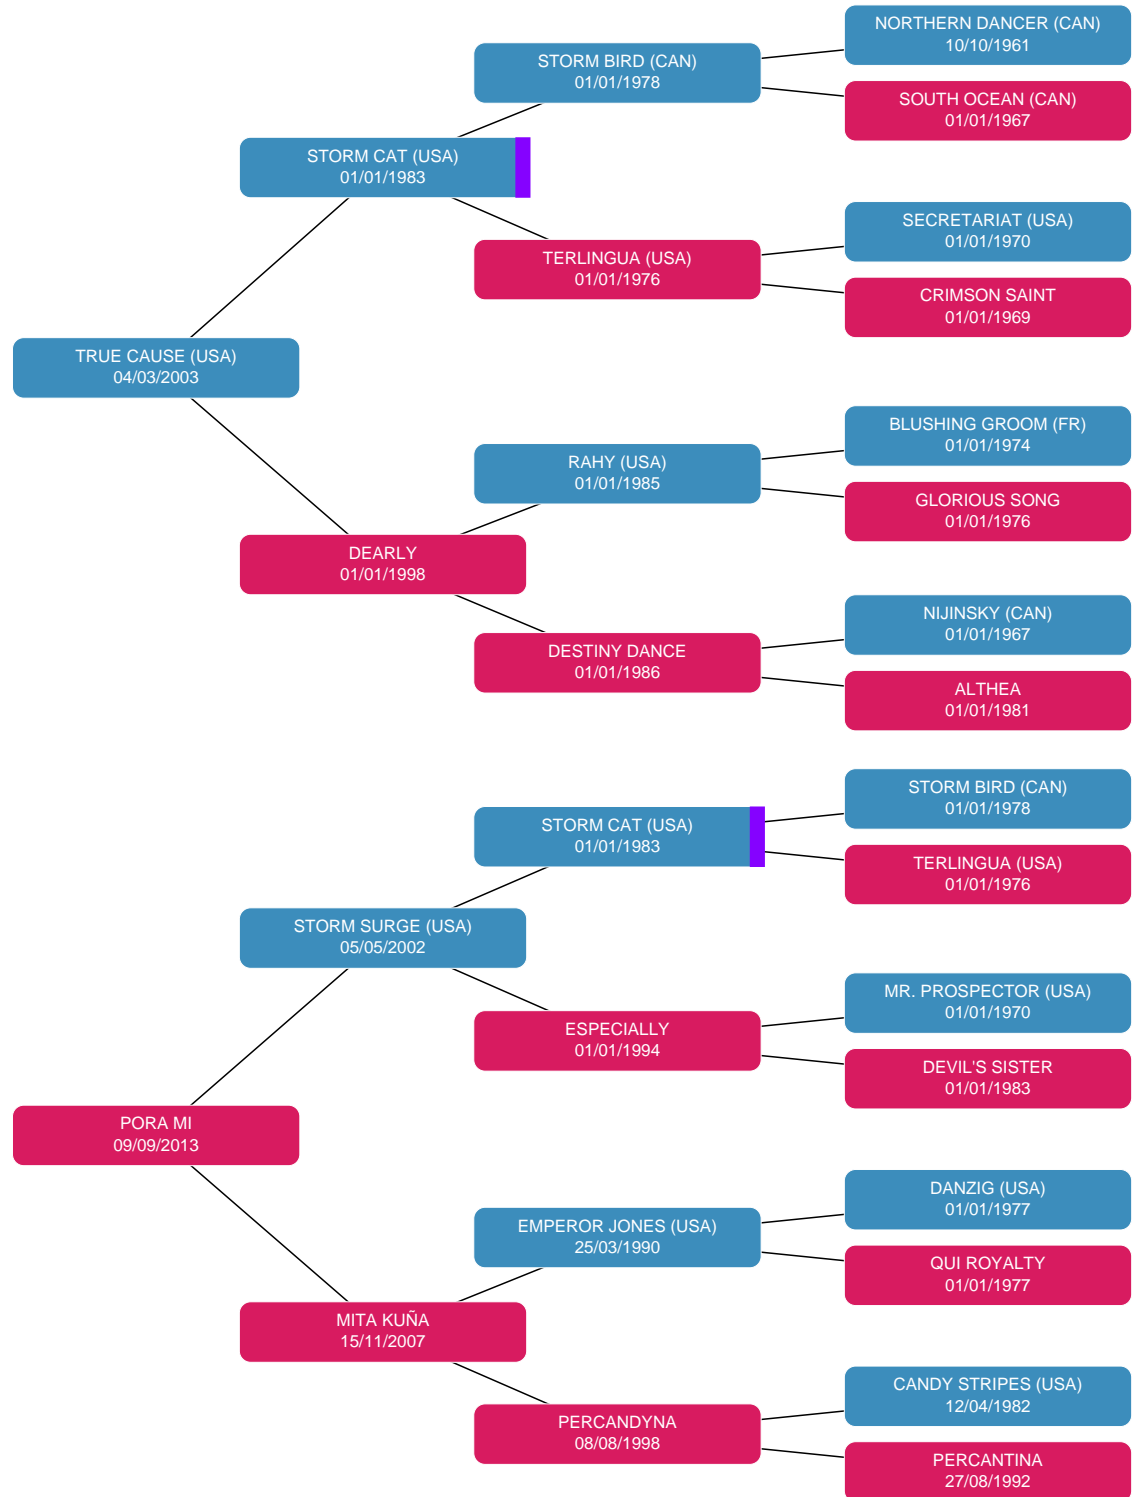 NORTHERN DANCER (CAN)
10/10/1961
STORM BIRD (CAN)
01/01/1978
SOUTH OCEAN (CAN)
01/01/1967
STORM CAT (USA)
01/01/1983
SECRETARIAT (USA)
01/01/1970
TERLINGUA (USA)
01/01/1976
CRIMSON SAINT
01/01/1969
TRUE CAUSE (USA)
04/03/2003
BLUSHING GROOM (FR)
01/01/1974
RAHY (USA)
01/01/1985
GLORIOUS SONG
01/01/1976
DEARLY
01/01/1998
NIJINSKY (CAN)
01/01/1967
DESTINY DANCE
01/01/1986
ALTHEA
01/01/1981
STORM BIRD (CAN)
01/01/1978
STORM CAT (USA)
01/01/1983
TERLINGUA (USA)
01/01/1976
STORM SURGE (USA)
05/05/2002
MR. PROSPECTOR (USA)
01/01/1970
ESPECIALLY
01/01/1994
DEVIL'S SISTER
01/01/1983
PORA MI
09/09/2013
DANZIG (USA)
01/01/1977
EMPEROR JONES (USA)
25/03/1990
QUI ROYALTY
01/01/1977
MITA KUÑA
15/11/2007
CANDY STRIPES (USA)
12/04/1982
PERCANDYNA
08/08/1998
PERCANTINA
27/08/1992